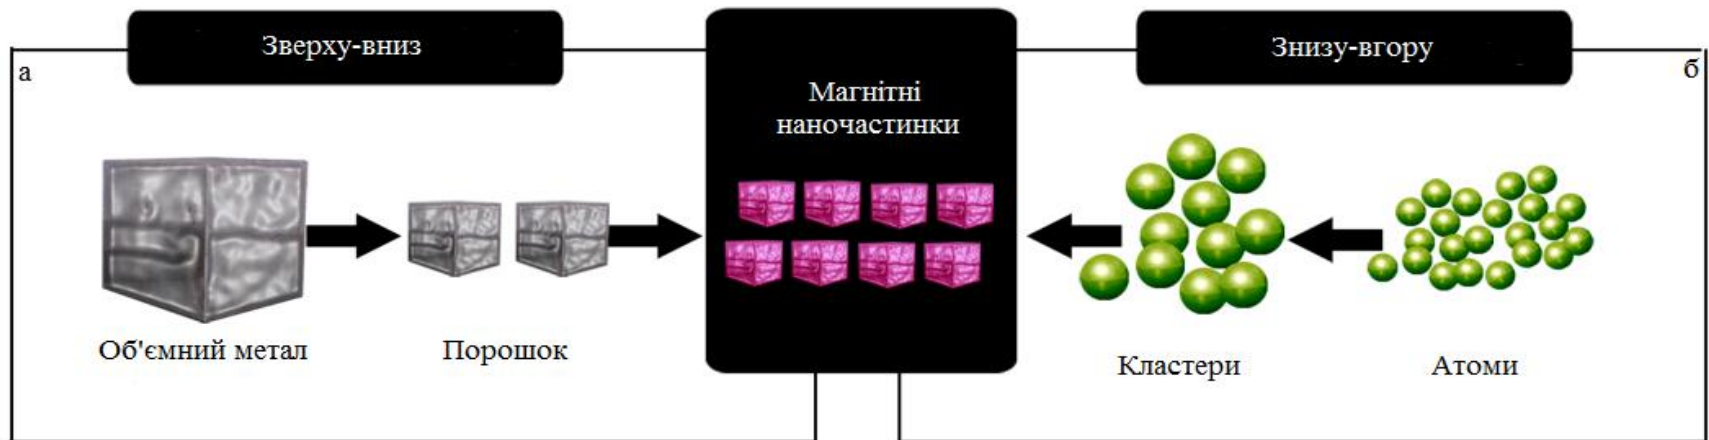 Зверху-вниз
Знизу-вгору
а
б
Магнітні
наночастинки
Об'ємний метал
Порошок
Кластери
Атоми